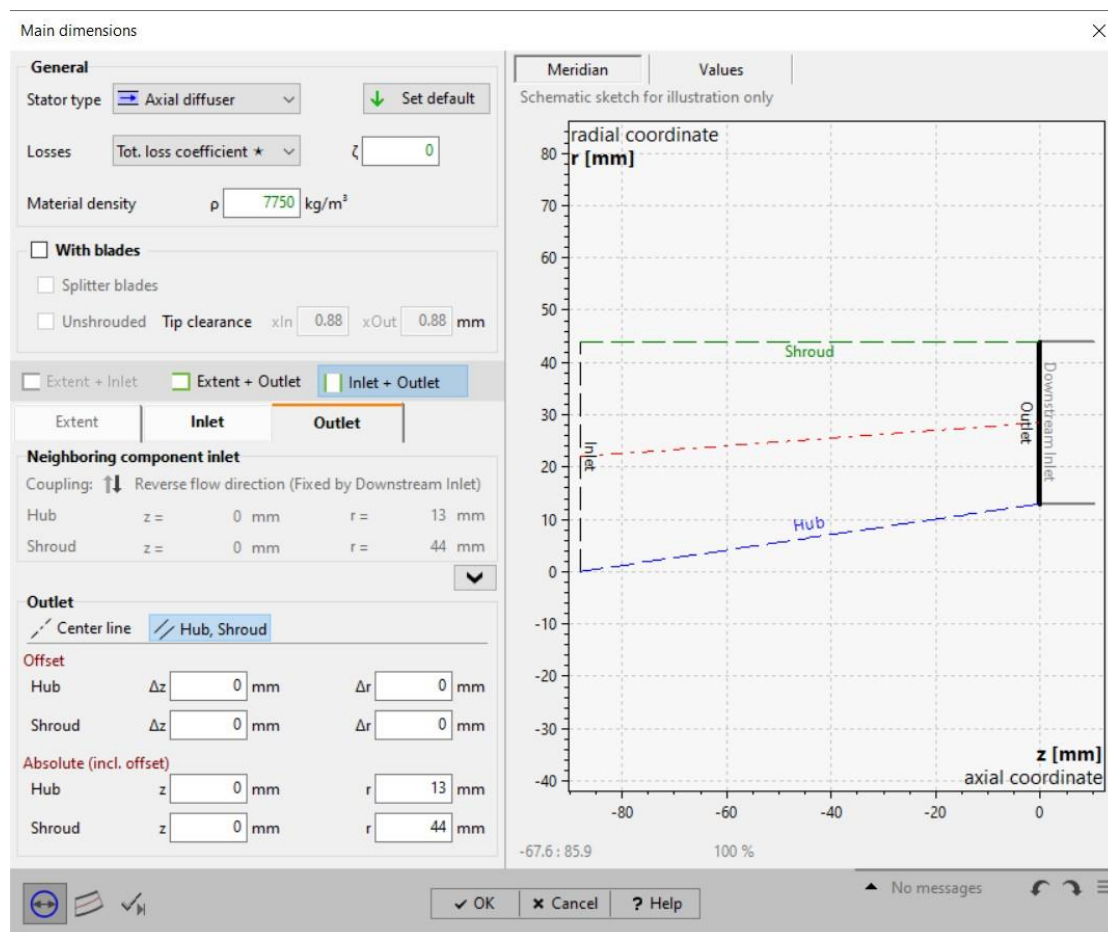 Main dimensions
General
Stator type Axial diffuser Set default
Losses Tot. loss coefficient ★ ζ 0
Material density ρ 7750 kg/m³
With blades
Splitter blades
Unshrouded Tip clearance xIn 0.88 xOut 0.88 mm
Extent + Inlet Extent + Outlet Inlet + Outlet
Extent Inlet Outlet
Neighboring component inlet
Coupling: Reverse flow direction (Fixed by Downstream Inlet)
Hub z = 0 mm r = 13 mm
Shroud z = 0 mm r = 44 mm
Outlet
Center line Hub, Shroud
Offset
Hub Δz 0 mm Δr 0 mm
Shroud Δz 0 mm Δr 0 mm
Absolute (incl. offset)
Hub z 0 mm r 13 mm
Shroud z 0 mm r 44 mm
Meridian Values
Schematic sketch for illustration only
radial coordinate
r [mm]
80
70
60
50
40
30
20
10
0
-10
-20
-30
-40
Shroud
Inlet
Hub
Outlet
Downstream Inlet
z [mm]
axial coordinate
-80 -60 -40 -20 0
-67.6 : 85.9 100 %
No messages
OK Cancel ? Help